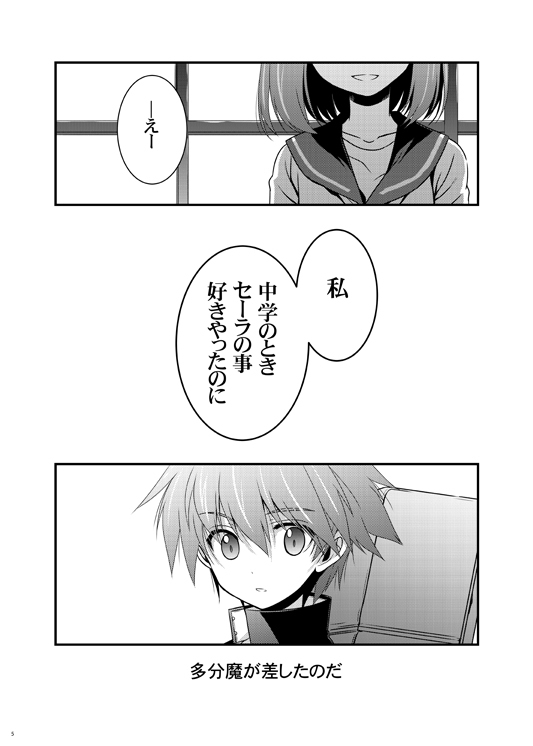 ーえー
私
中学のとき
セーラの事
好きやったのに
多分魔が差したのだ
5